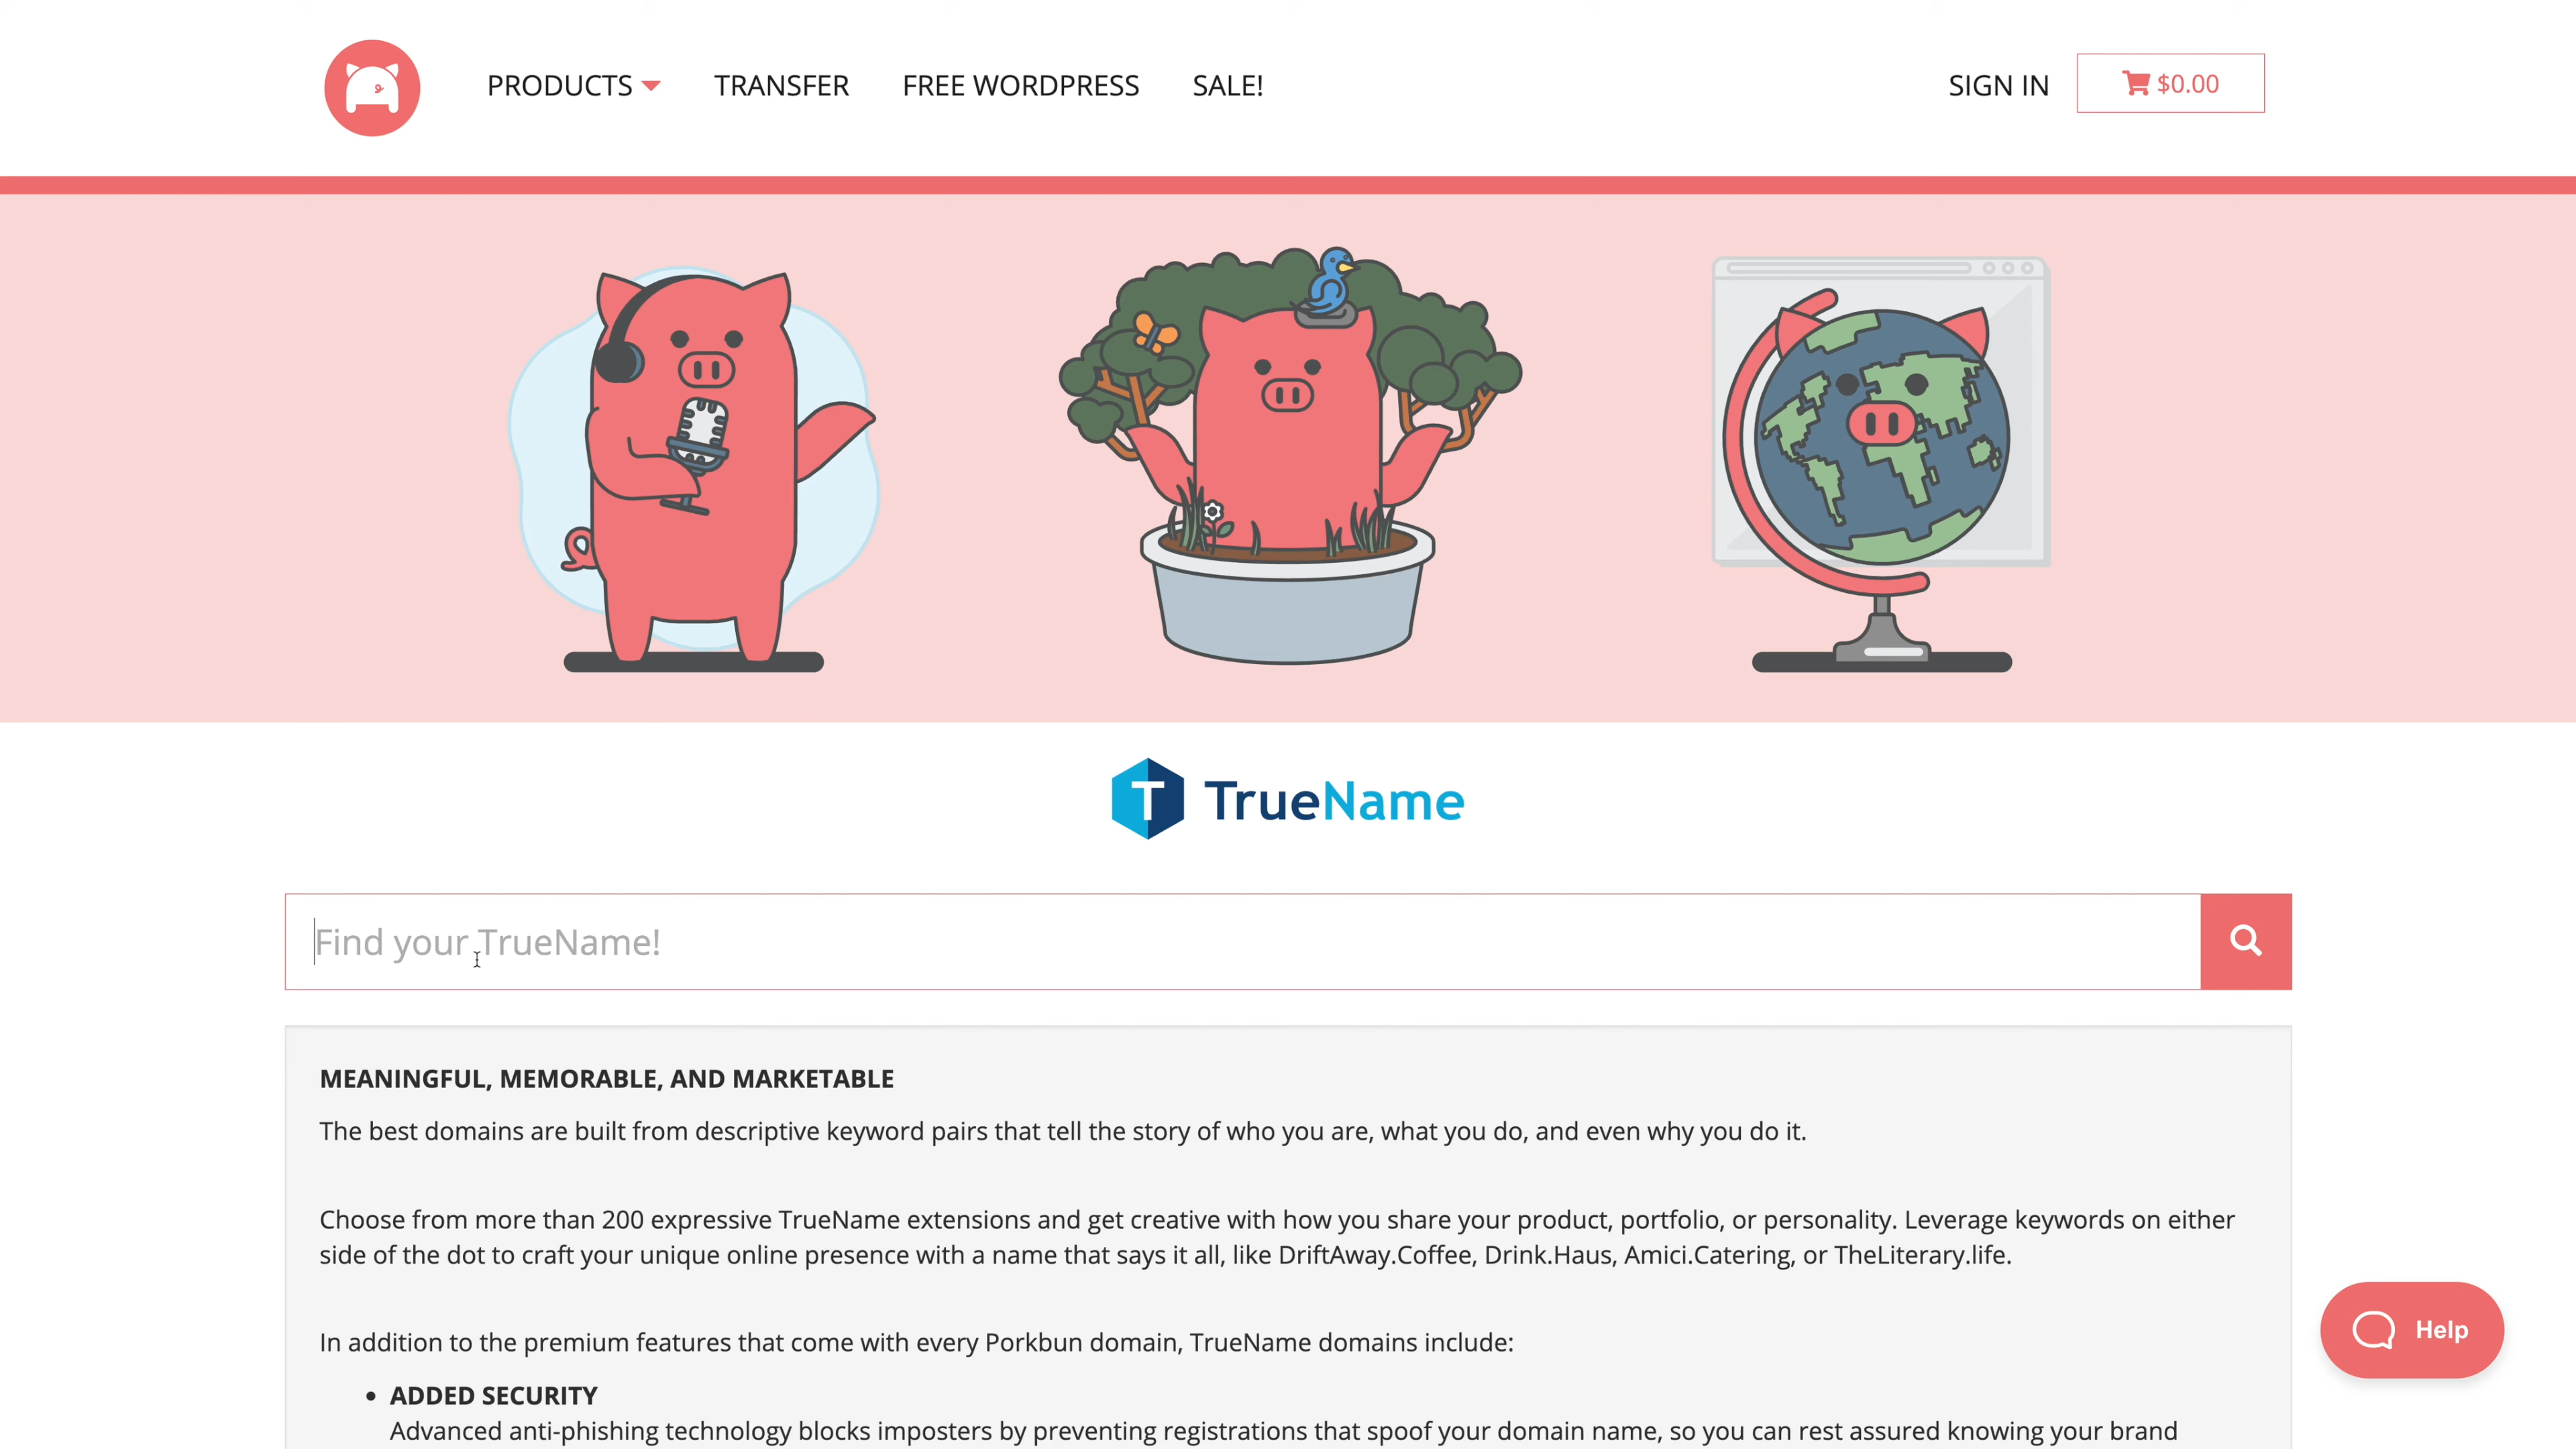 PRODUCTS TRANSFER FREE WORDPRESS SALE! SIGN IN $0.00
T TrueName
Find your TrueName!
MEANINGFUL, MEMORABLE, AND MARKETABLE
The best domains are built from descriptive keyword pairs that tell the story of who you are, what you do, and even why you do it.
Choose from more than 200 expressive TrueName extensions and get creative with how you share your product, portfolio, or personality. Leverage keywords on either
side of the dot to craft your unique online presence with a name that says it all, like DriftAway.Coffee, Drink.Haus, Amici.Catering, or TheLiterary.life.
In addition to the premium features that come with every Porkbun domain, TrueName domains include:
• ADDED SECURITY
Advanced anti-phishing technology blocks imposters by preventing registrations that spoof your domain name, so you can rest assured knowing your brand
Help